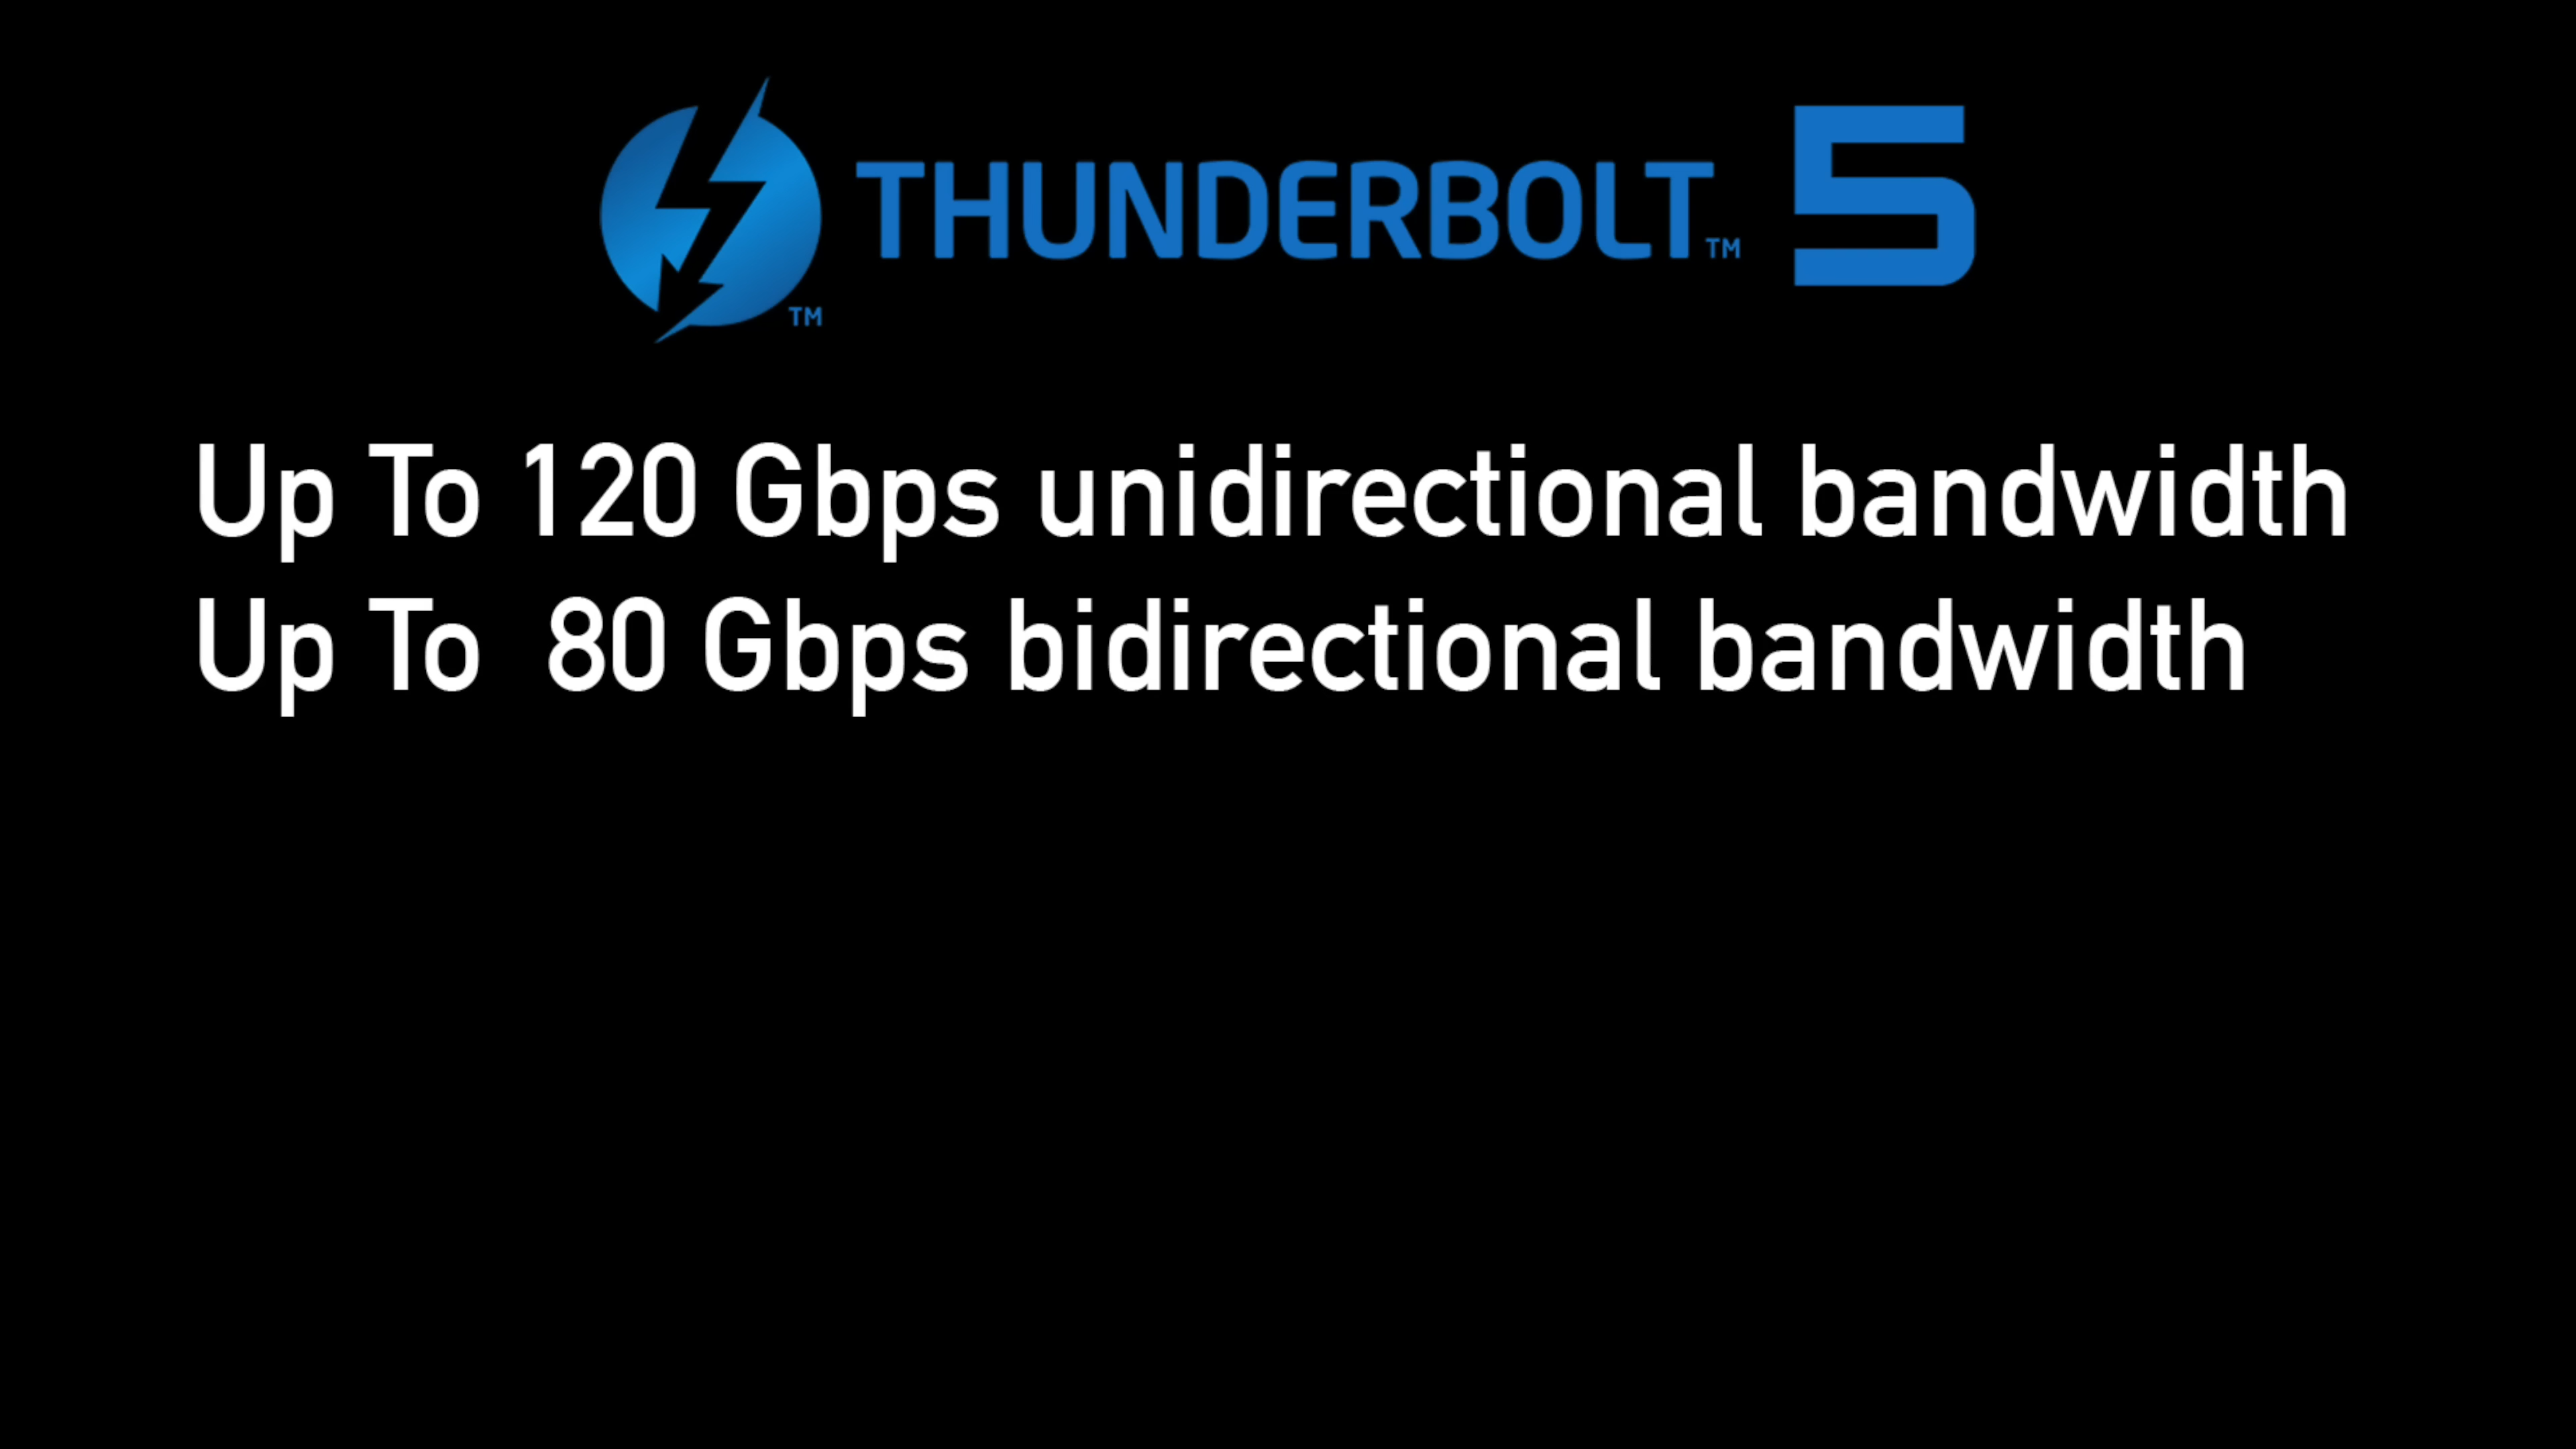 THUNDERBOLT™ 5
™
Up To 120 Gbps unidirectional bandwidth
Up To  80 Gbps bidirectional bandwidth